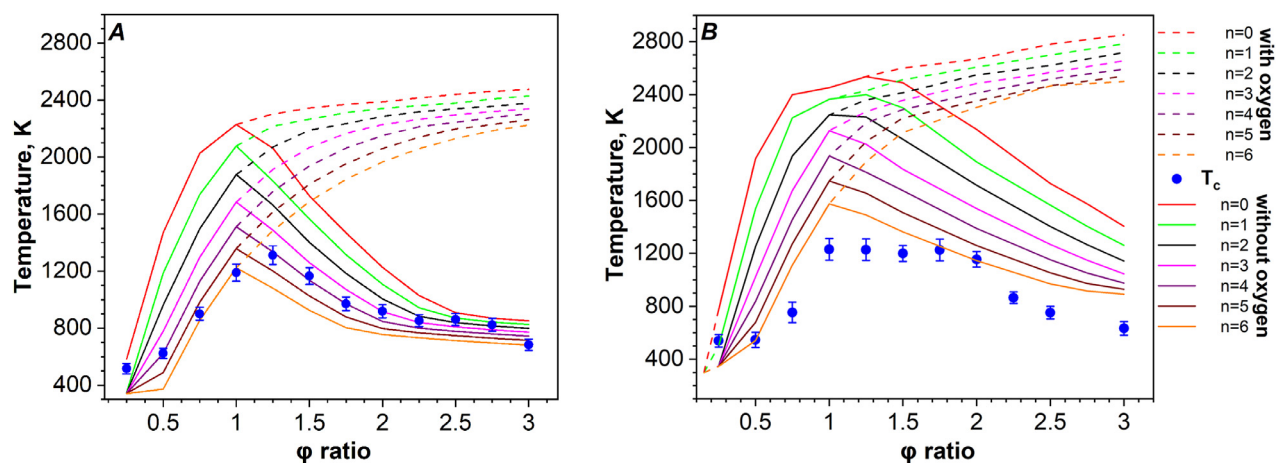 A
Temperature, K
2800
2400
2000
1600
1200
800
400
0.5 1 1.5 2 2.5 3
φ ratio
B
Temperature, K
2800
2400
2000
1600
1200
800
400
0.5 1 1.5 2 2.5 3
φ ratio
with oxygen
n=0
n=1
n=2
n=3
n=4
n=5
n=6
Tc
without oxygen
n=0
n=1
n=2
n=3
n=4
n=5
n=6